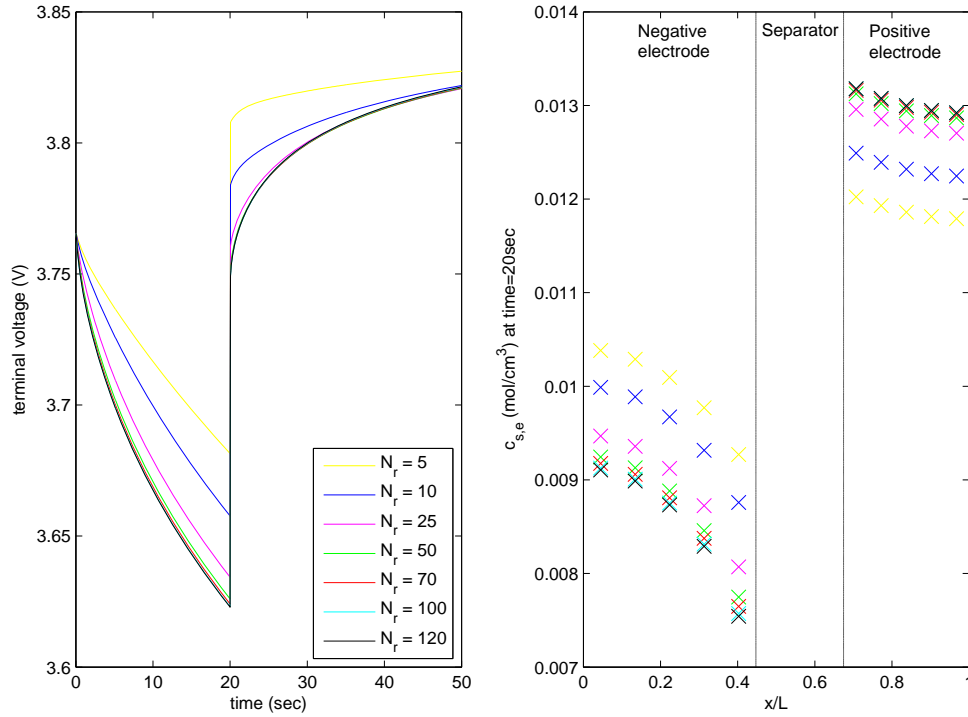 3.85
3.8
3.75
3.7
3.65
3.6
terminal voltage (V)
0
10
20
30
40
50
time (sec)
N_r = 5
N_r = 10
N_r = 25
N_r = 50
N_r = 70
N_r = 100
N_r = 120
0.014
0.013
0.012
0.011
0.01
0.009
0.008
0.007
c_{s,e} (mol/cm^3) at time=20sec
Negative
electrode
Separator
Positive
electrode
0
0.2
0.4
0.6
0.8
1
x/L